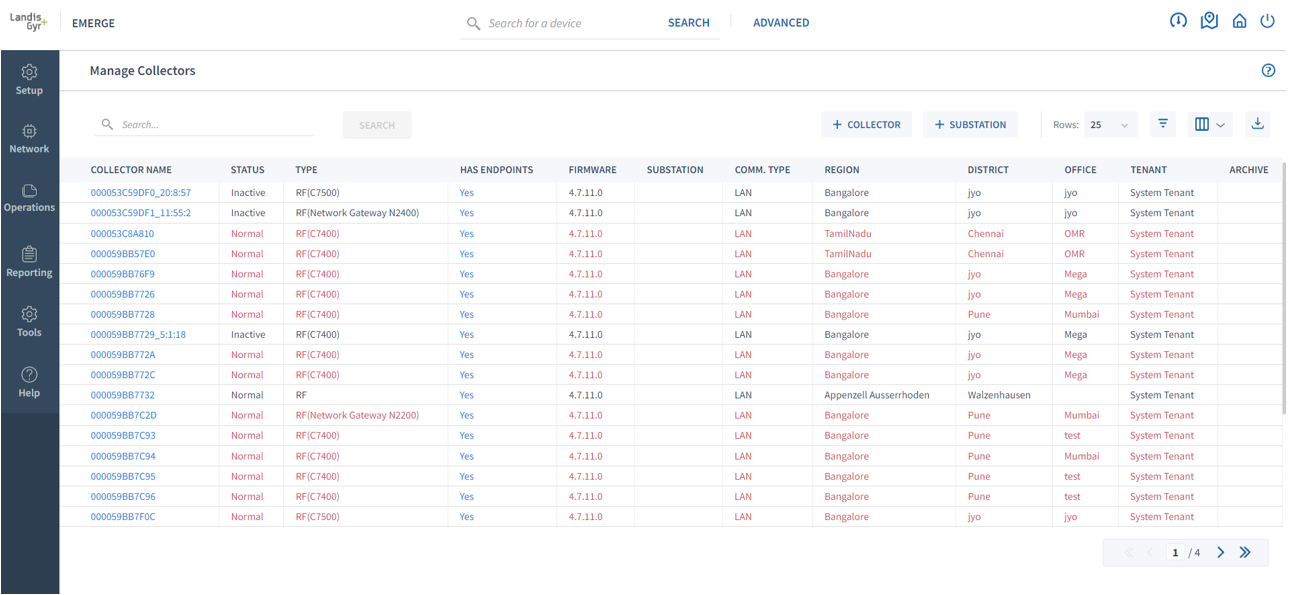 Landis+ Gyr EMERGE Search for a device SEARCH ADVANCED
Manage Collectors
Setup
Network
Operations
Reporting
Tools
Help
Search... SEARCH + COLLECTOR + SUBSTATION Rows: 25
COLLECTOR NAME STATUS TYPE HAS ENDPOINTS FIRMWARE SUBSTATION COMM. TYPE REGION DISTRICT OFFICE TENANT ARCHIVE
000053C59DF0_20:8:57 Inactive RF(C7500) Yes 4.7.11.0 LAN Bangalore jyo jyo System Tenant
000053C59DF1_11:55:2 Inactive RF(Network Gateway N2400) Yes 4.7.11.0 LAN Bangalore jyo jyo System Tenant
000053C8A810 Normal RF(C7400) Yes 4.7.11.0 LAN TamilNadu Chennai OMR System Tenant
000059BB57E0 Normal RF(C7400) Yes 4.7.11.0 LAN TamilNadu Chennai OMR System Tenant
000059BB76F9 Normal RF(C7400) Yes 4.7.11.0 LAN Bangalore jyo Mega System Tenant
000059BB7726 Normal RF(C7400) Yes 4.7.11.0 LAN Bangalore jyo Mega System Tenant
000059BB7728 Normal RF(C7400) Yes 4.7.11.0 LAN Bangalore Pune Mumbai System Tenant
000059BB7729_5:1:18 Inactive RF(C7400) Yes 4.7.11.0 LAN Bangalore jyo Mega System Tenant
000059BB772A Normal RF(C7400) Yes 4.7.11.0 LAN Bangalore jyo Mega System Tenant
000059BB772C Normal RF(C7400) Yes 4.7.11.0 LAN Bangalore jyo Mega System Tenant
000059BB7732 Normal RF Yes 4.7.11.0 LAN Appenzell Ausserrhoden Walzenhausen System Tenant
000059BB7C2D Normal RF(Network Gateway N2200) Yes 4.7.11.0 LAN Bangalore Pune Mumbai System Tenant
000059BB7C93 Normal RF(C7400) Yes 4.7.11.0 LAN Bangalore Pune test System Tenant
000059BB7C94 Normal RF(C7400) Yes 4.7.11.0 LAN Bangalore Pune Mumbai System Tenant
000059BB7C95 Normal RF(C7400) Yes 4.7.11.0 LAN Bangalore Pune test System Tenant
000059BB7C96 Normal RF(C7400) Yes 4.7.11.0 LAN Bangalore Pune test System Tenant
000059BB7F0C Normal RF(C7500) Yes 4.7.11.0 LAN Bangalore jyo jyo System Tenant
1 / 4